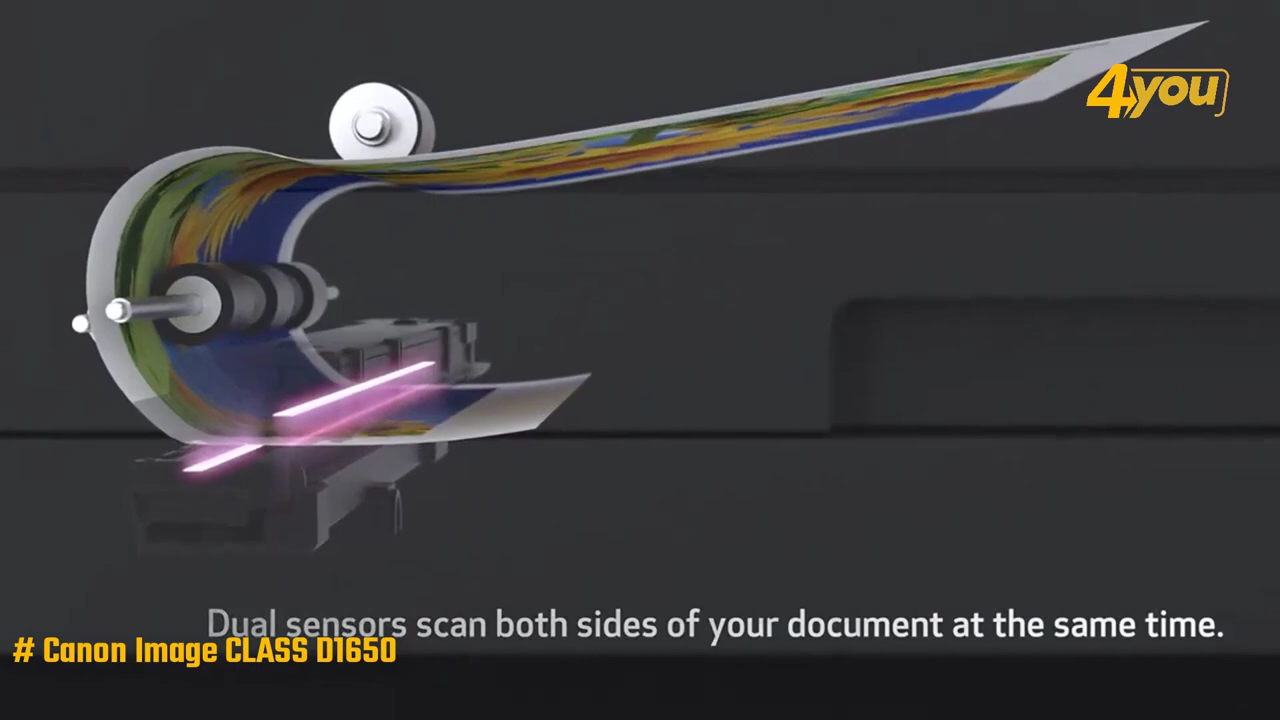 4you
Dual sensors scan both sides of your document at the same time.
# Canon Image CLASS D1650